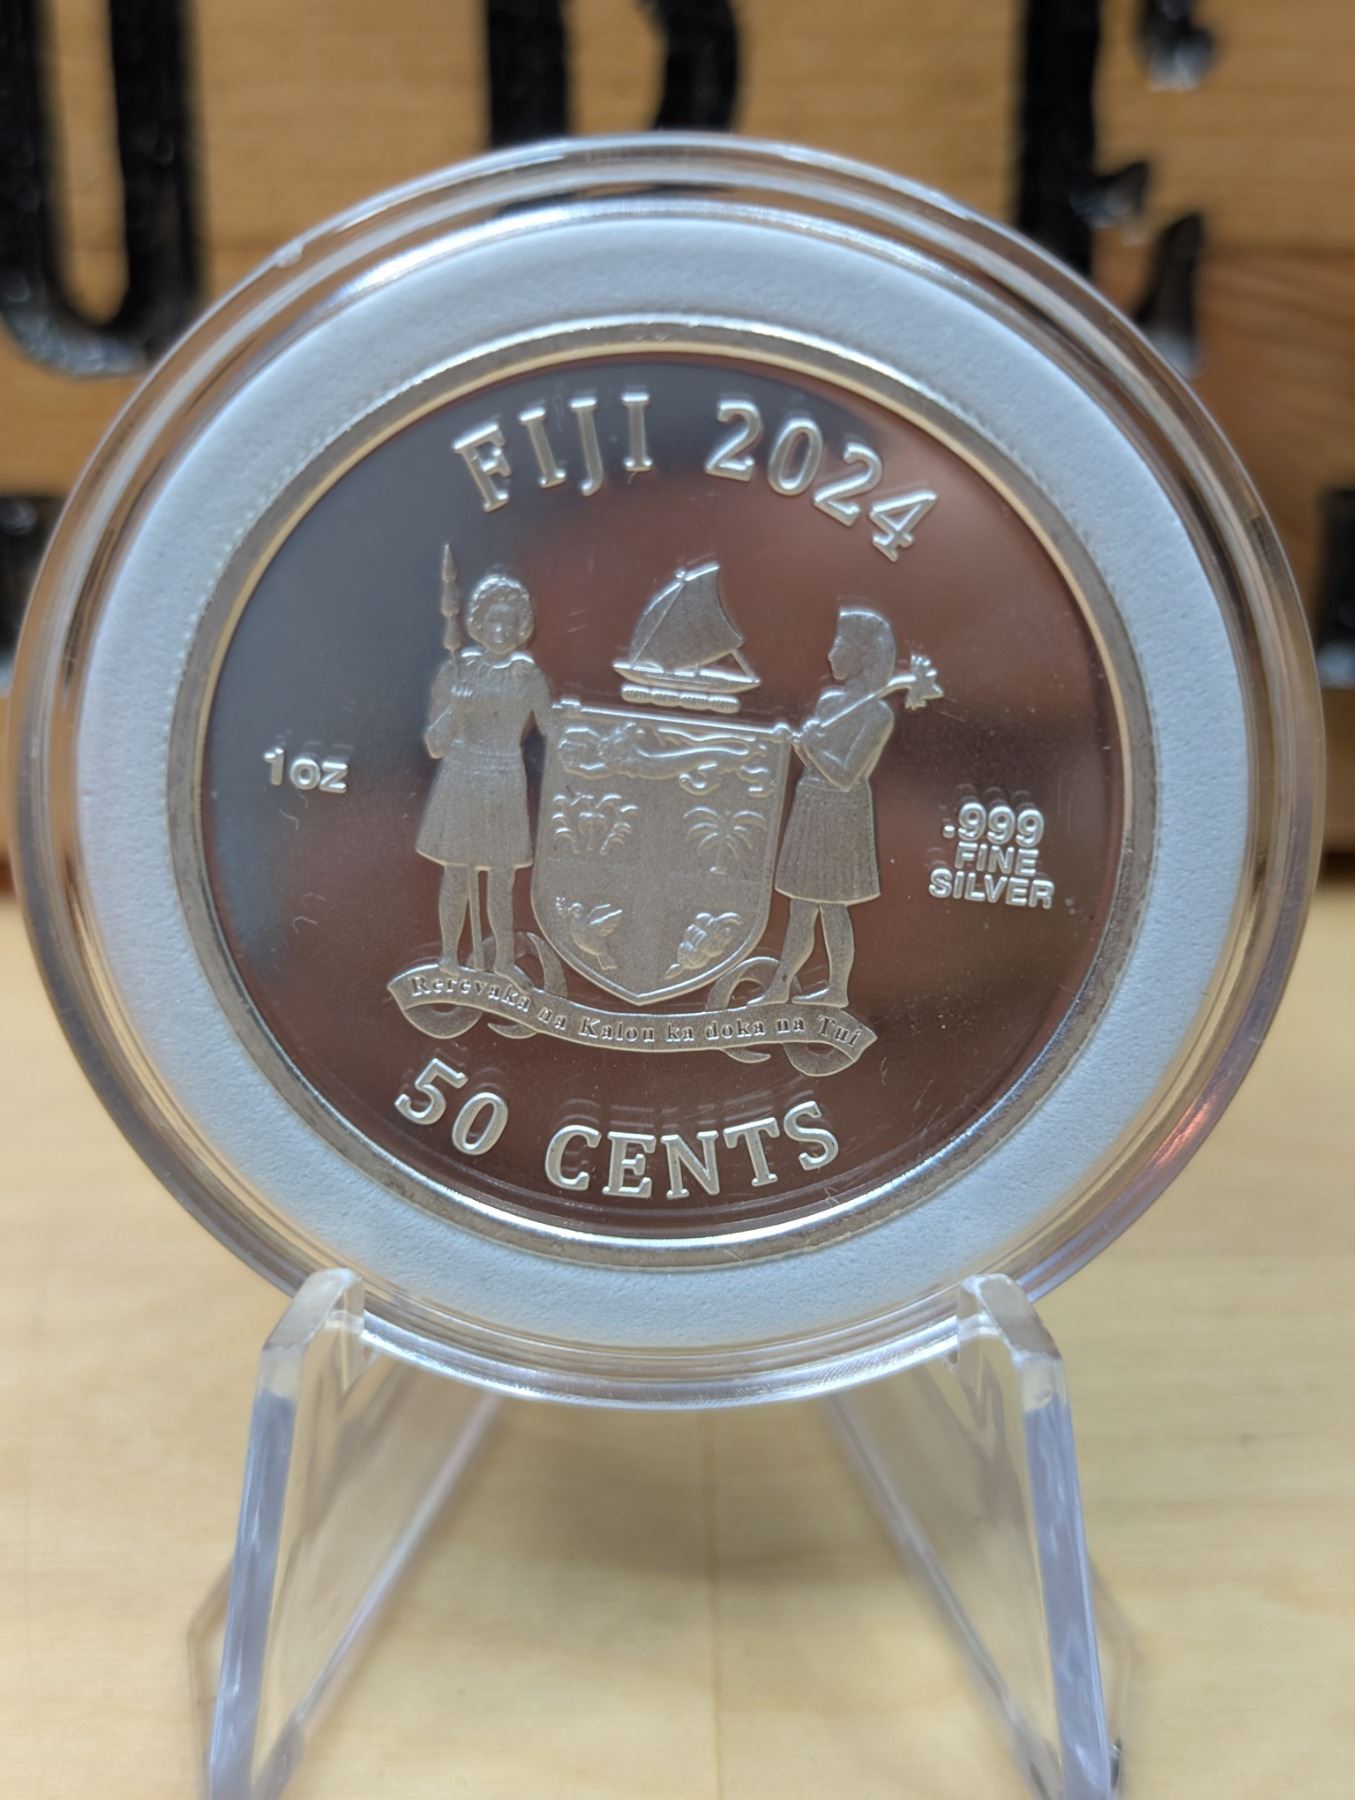 FIJI 2024
1oz
.999
FINE
SILVER
Rerevaka na Kalou ka doka na Tui
50 CENTS